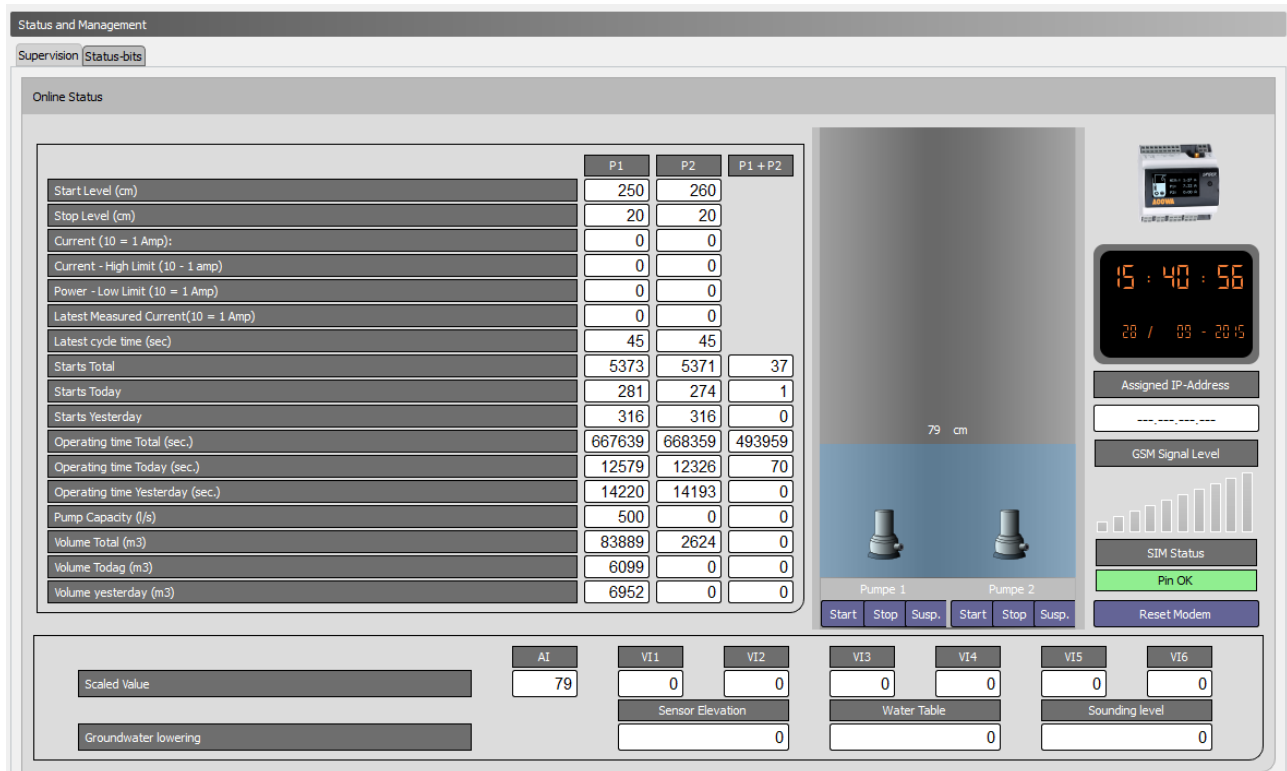 Status and Management
Supervision Status-bits
Online Status
P1 P2 P1 + P2
Start Level (cm) 250 260
Stop Level (cm) 20 20
Current (10 = 1 Amp): 0 0
Current - High Limit (10 - 1 amp) 0 0
Power - Low Limit (10 = 1 Amp) 0 0
Latest Measured Current(10 = 1 Amp) 0 0
Latest cycle time (sec) 45 45
Starts Total 5373 5371 37
Starts Today 281 274 1
Starts Yesterday 316 316 0
Operating time Total (sec.) 667639 668359 493959
Operating time Today (sec.) 12579 12326 70
Operating time Yesterday (sec.) 14220 14193 0
Pump Capacity (l/s) 500 0 0
Volume Total (m3) 83889 2624 0
Volume Todag (m3) 6099 0 0
Volume yesterday (m3) 6952 0 0
79 cm
Pumpe 1 Pumpe 2
Start Stop Susp. Start Stop Susp.
15 : 40 : 56
28 / 09 - 2015
Assigned IP-Address
---.---.---.---
GSM Signal Level
SIM Status
Pin OK
Reset Modem
AI VI1 VI2 VI3 VI4 VI5 VI6
Scaled Value 79 0 0 0 0 0 0
Sensor Elevation Water Table Sounding level
Groundwater lowering 0 0 0